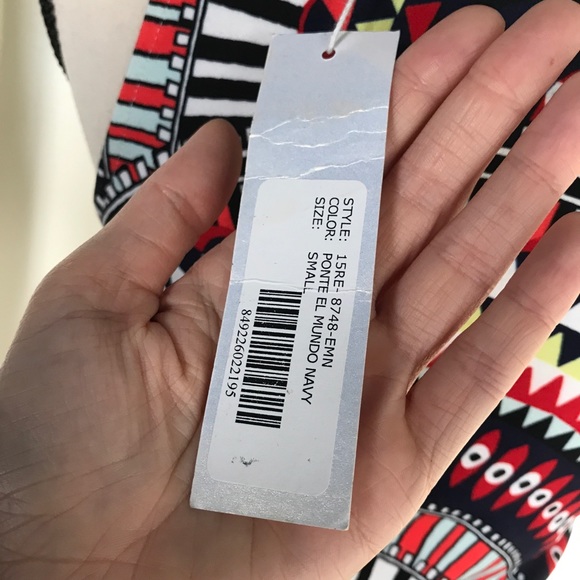 STYLE: 15RE- 8748-EMN
COLOR: PONTE EL MUNDO NAVY
SIZE: SMALL
849226022195